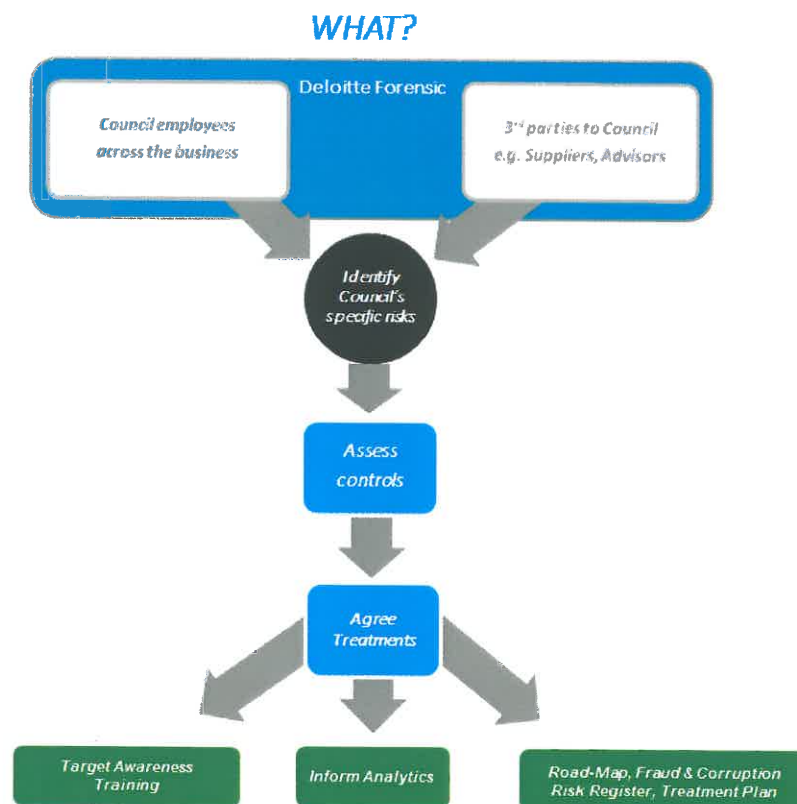 WHAT?
Deloitte Forensic
Council employees
across the business
3rd parties to Council
e.g. Suppliers, Advisors
Identify
Council's
specific risks
Assess
controls
Agree
Treatments
Target Awareness
Training
Inform Analytics
Road-Map, Fraud & Corruption
Risk Register, Treatment Plan